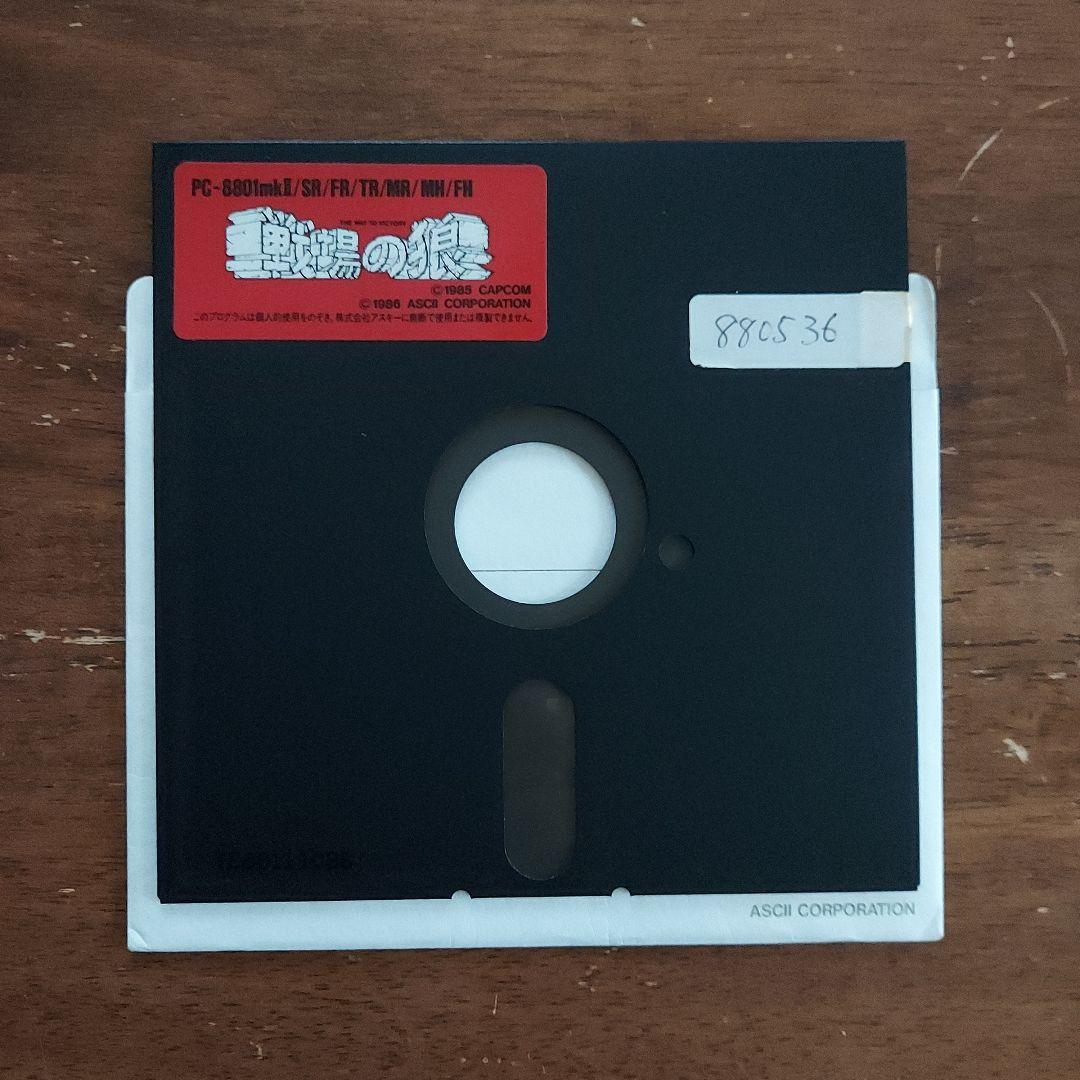 PC-8801mkⅡ/SR/FR/TR/MR/MH/FH
THE WAY TO VICTORY
戦場の狼
©1985 CAPCOM
©1986 ASCII CORPORATION
このプログラムは個人的使用をのぞき、株式会社アスキーに無断で使用または複製できません。
880536
ASCII CORPORATION